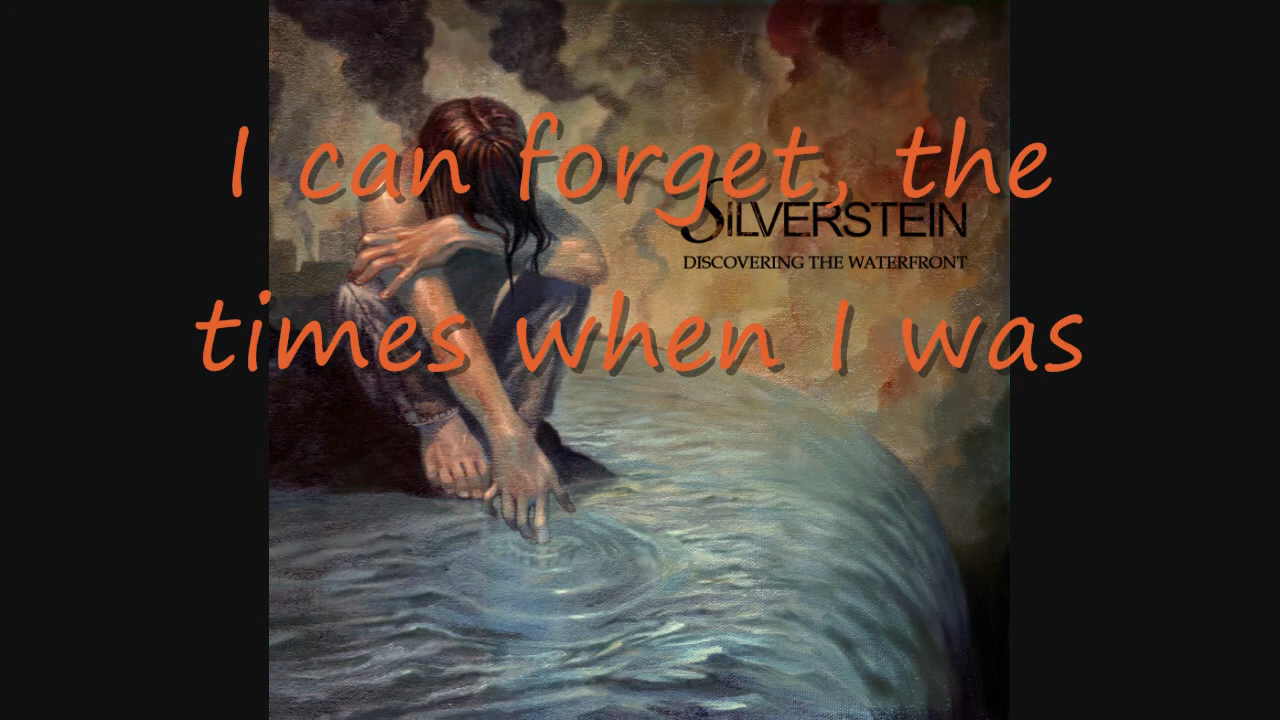 I can forget, the
SILVERSTEIN
DISCOVERING THE WATERFRONT
times when I was